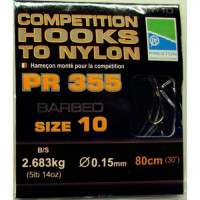 COMPETITION
HOOKS
TO NYLON
PRESTON
Hameçon monté pour la compétition
PR 355
BARBED
SIZE 10
B/S
2.683kg
(5lb 14oz)
Ø0.15mm
80cm (30")